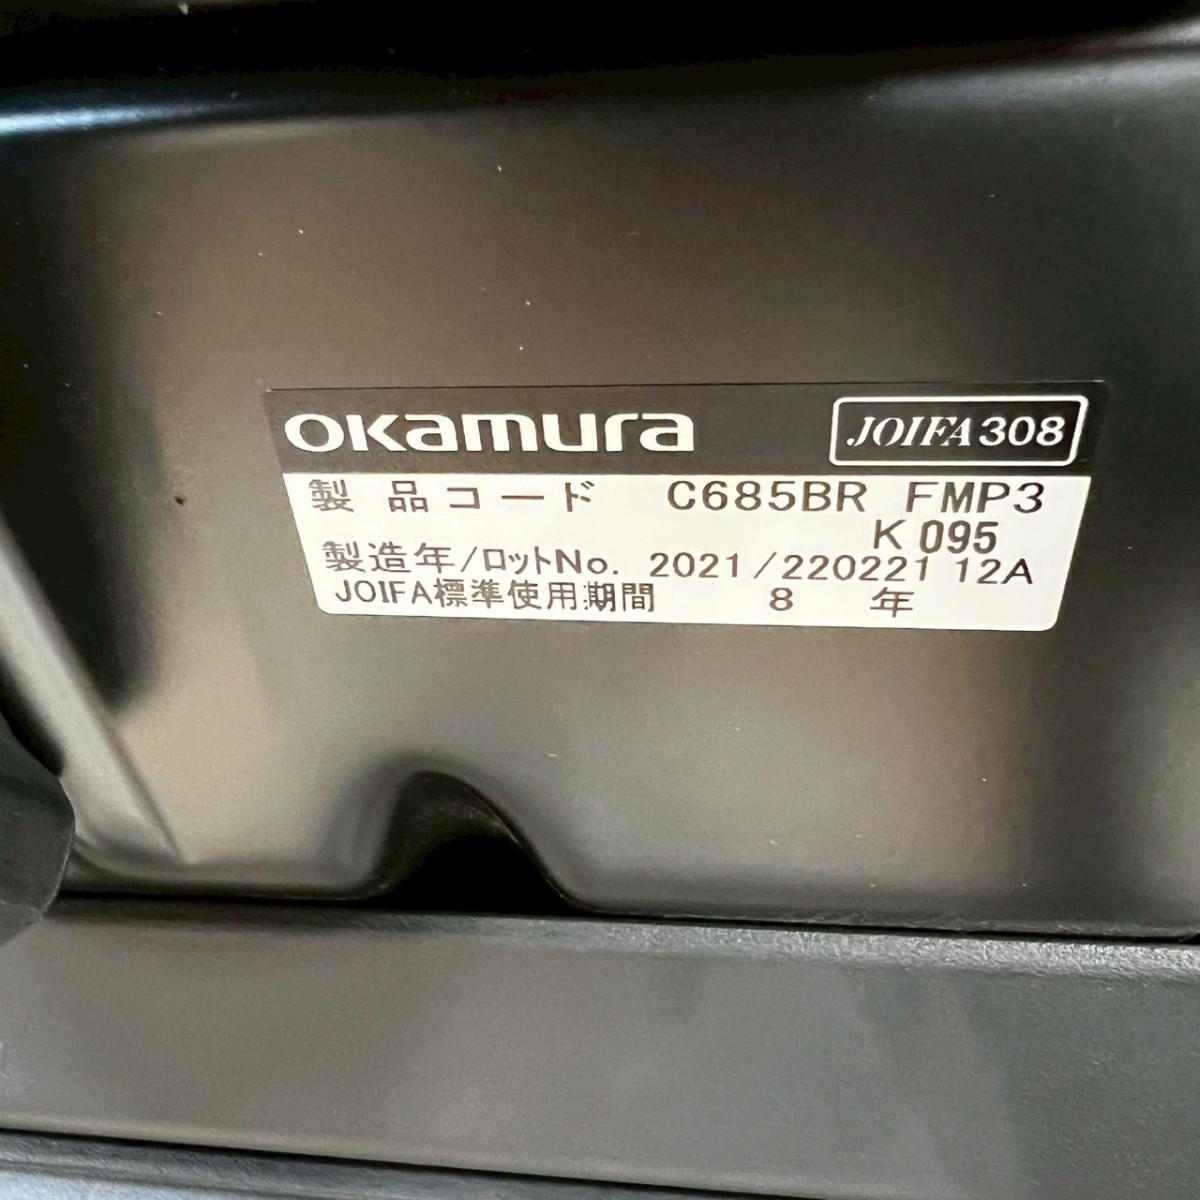 okamura JOIFA308
製品コード C685BR FMP3
K095
製造年/ロットNo. 2021/220221 12A
JOIFA標準使用期間 8 年